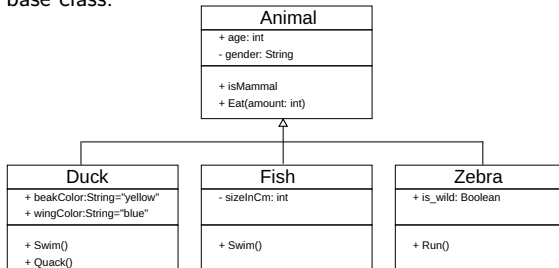 base class.
Animal
+ age: int
- gender: String
+ isMammal
+ Eat(amount: int)
Duck
+ beakColor:String="yellow"
+ wingColor:String="blue"
+ Swim()
+ Quack()
Fish
- sizeInCm: int
+ Swim()
Zebra
+ is_wild: Boolean
+ Run()